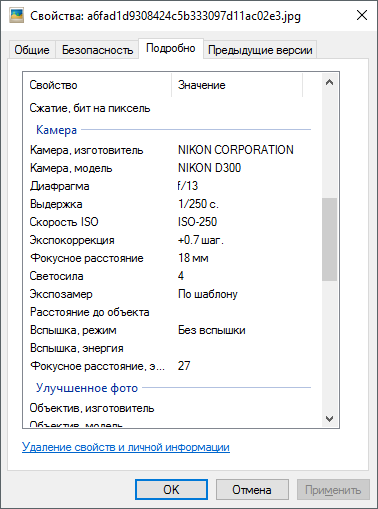 Свойства: a6fad1d9308424c5b333097d11ac02e3.jpg
Общие Безопасность Подробно Предыдущие версии
Свойство Значение
Сжатие, бит на пиксель
Камера
Камера, изготовитель NIKON CORPORATION
Камера, модель NIKON D300
Диафрагма f/13
Выдержка 1/250 с.
Скорость ISO ISO-250
Экспокоррекция +0.7 шаг.
Фокусное расстояние 18 мм
Светосила 4
Экспозамер По шаблону
Расстояние до объекта
Вспышка, режим Без вспышки
Вспышка, энергия
Фокусное расстояние, э... 27
Улучшенное фото
Объектив, изготовитель
Объектив, модель
Удаление свойств и личной информации
OK Отмена Применить